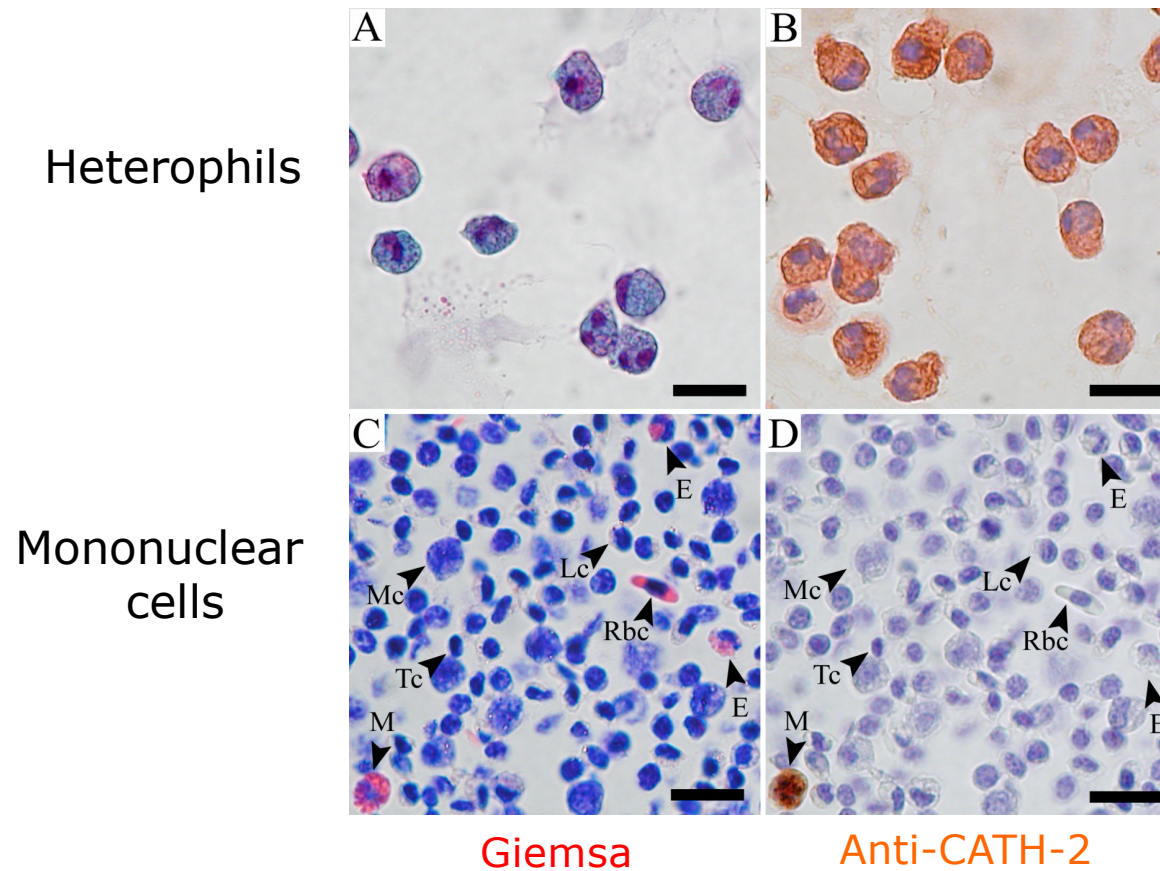 A
B
Heterophils
C
D
E
E
Mononuclear
cells
Mc
Lc
Rbc
Tc
E
M
Mc
Lc
Rbc
Tc
E
M
Giemsa
Anti-CATH-2